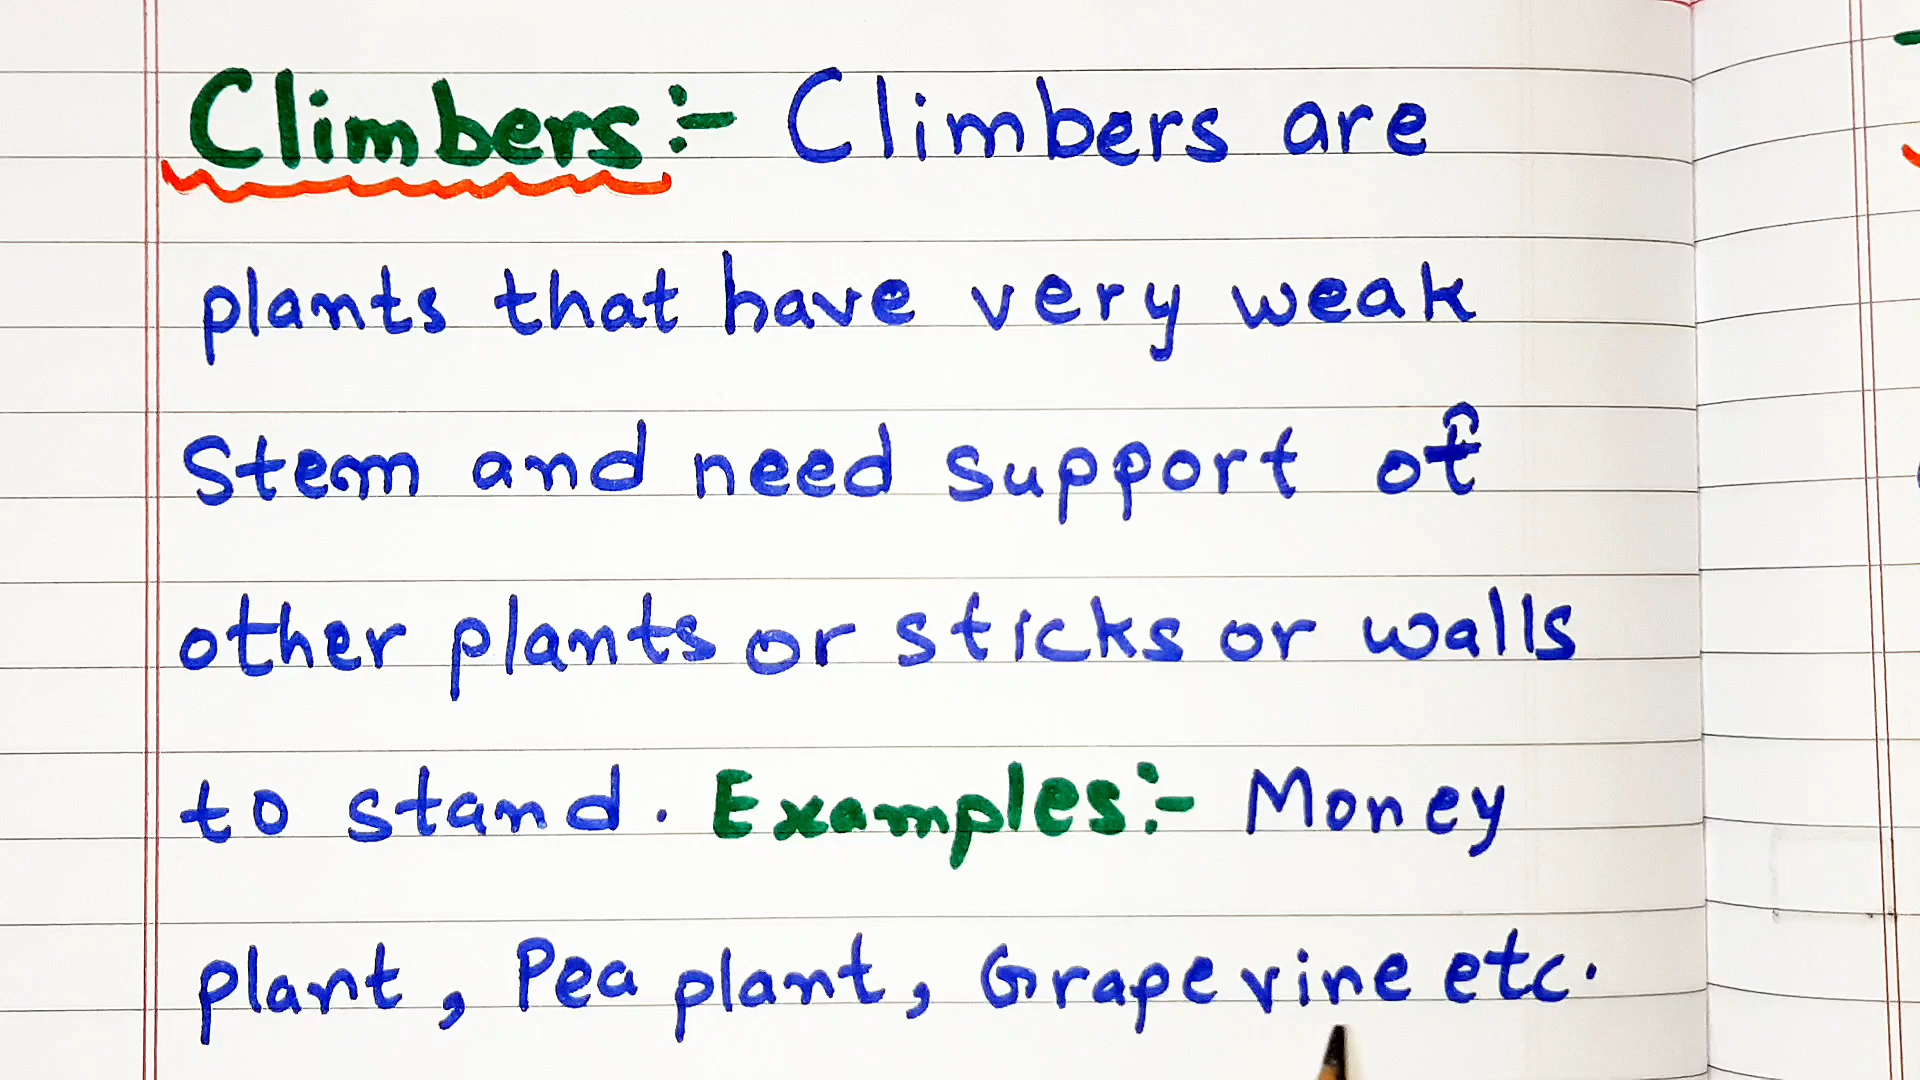 Climbers:- Climbers are
plants that have very weak
Stem and need support of
other plants or sticks or walls
to stand. Examples:- Money
plant, Pea plant, Grape vine etc.